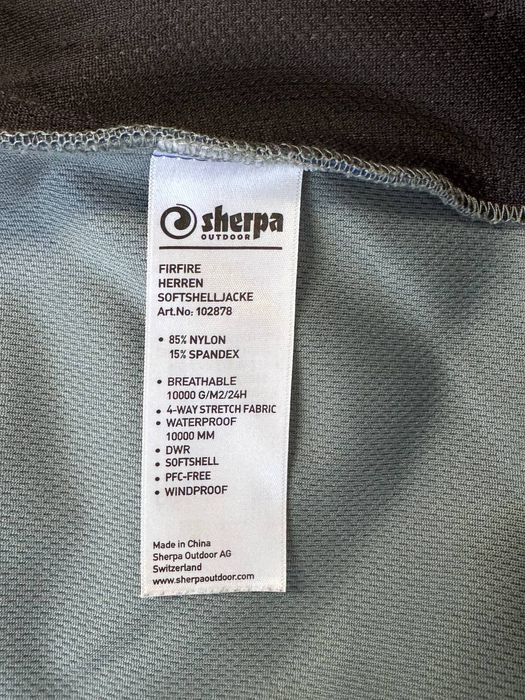 sherpa
OUTDOOR
FIRFIRE
HERREN
SOFTSHELLJACKE
Art.No: 102878
• 85% NYLON
15% SPANDEX
• BREATHABLE
10000 G/M2/24H
• 4-WAY STRETCH FABRIC
• WATERPROOF
10000 MM
• DWR
• SOFTSHELL
• PFC-FREE
• WINDPROOF
Made in China
Sherpa Outdoor AG
Switzerland
www.sherpaoutdoor.com